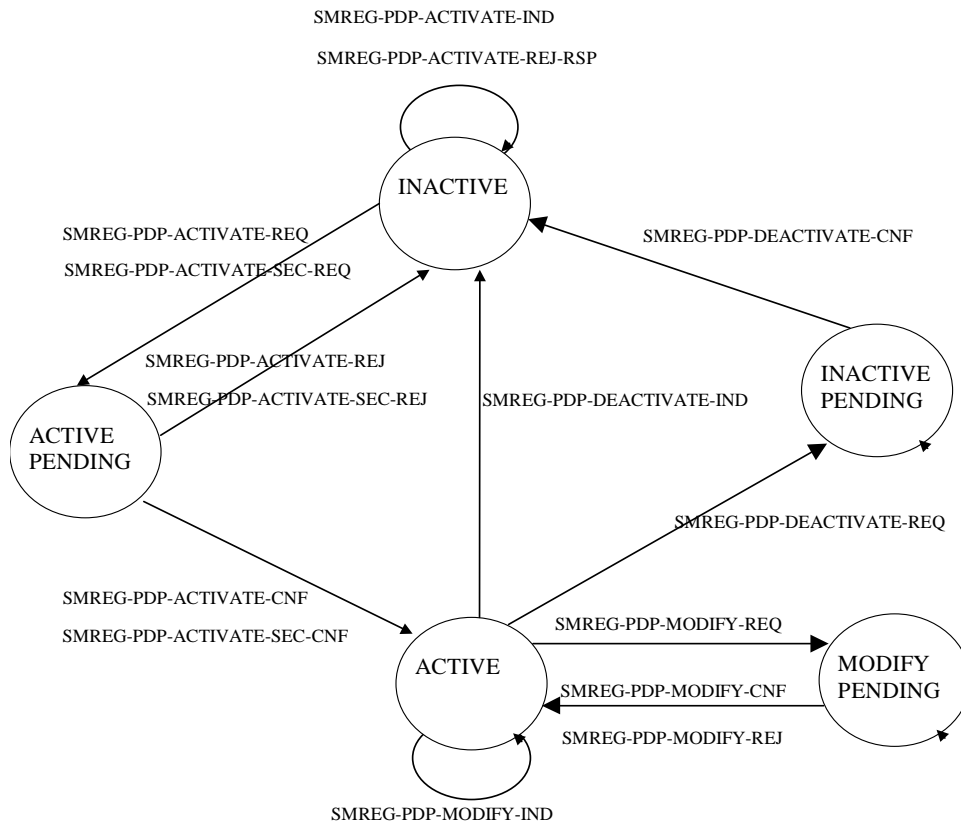 SMREG-PDP-ACTIVATE-IND
SMREG-PDP-ACTIVATE-REJ-RSP
INACTIVE
SMREG-PDP-ACTIVATE-REQ
SMREG-PDP-DEACTIVATE-CNF
SMREG-PDP-ACTIVATE-SEC-REQ
SMREG-PDP-ACTIVATE-REJ
SMREG-PDP-ACTIVATE-SEC-REJ
SMREG-PDP-DEACTIVATE-IND
INACTIVE
PENDING
ACTIVE
PENDING
SMREG-PDP-DEACTIVATE-REQ
SMREG-PDP-ACTIVATE-CNF
SMREG-PDP-ACTIVATE-SEC-CNF
SMREG-PDP-MODIFY-REQ
ACTIVE
MODIFY
PENDING
SMREG-PDP-MODIFY-CNF
SMREG-PDP-MODIFY-REJ
SMREG-PDP-MODIFY-IND